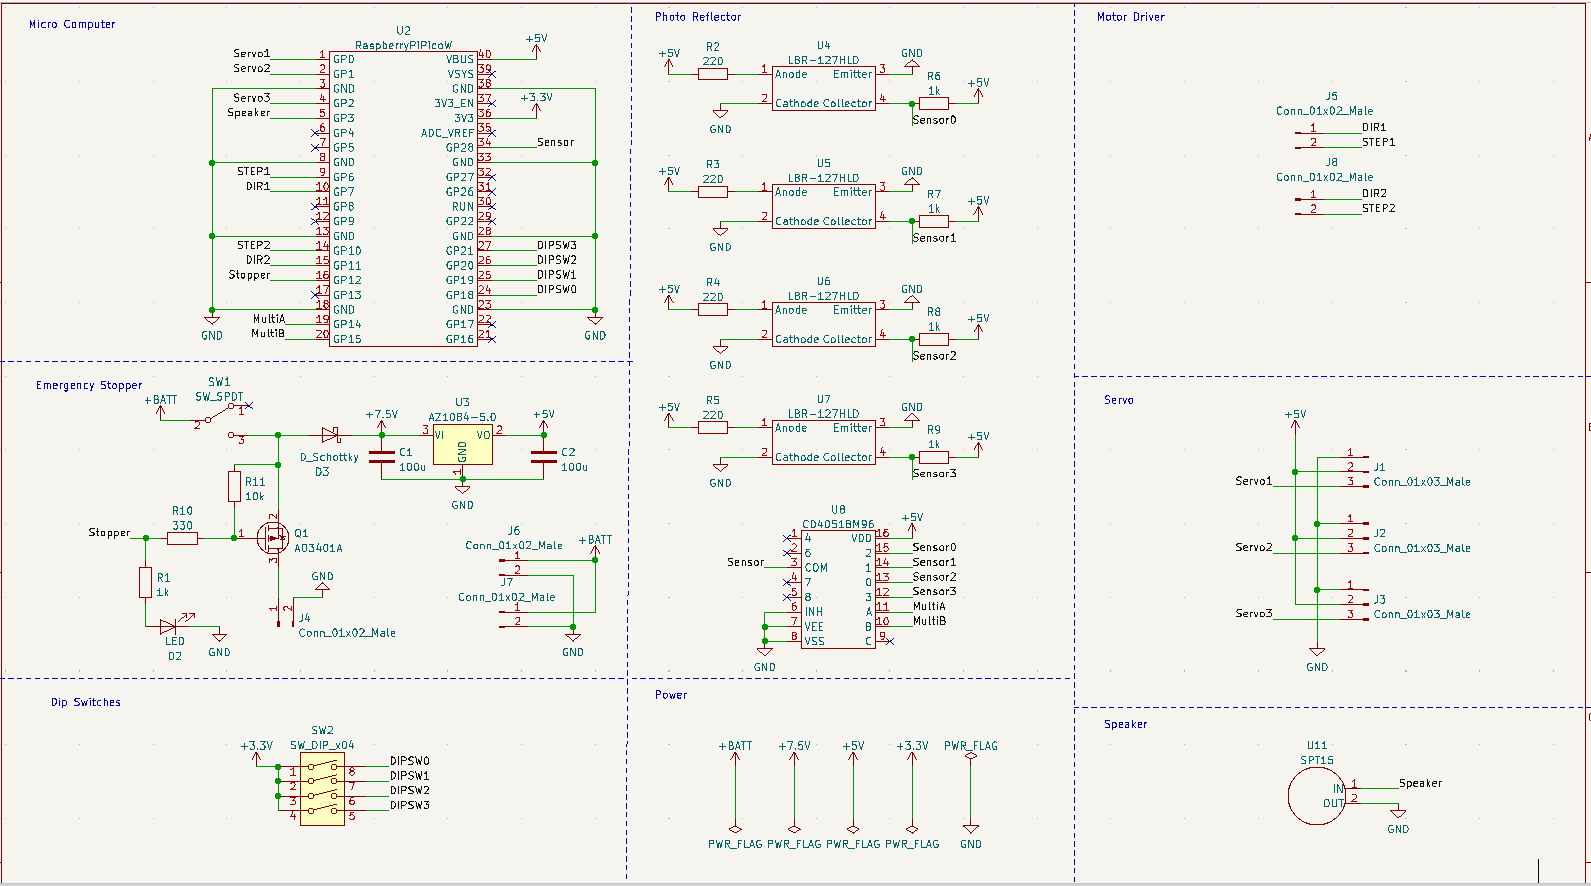 Micro Computer
U2
RaspberryPiPicoW
Servo1 1 GP0 VBUS 40 +5V
Servo2 2 GP1 VSYS 39
3 GND GND 38
Servo3 4 GP2 3V3_EN 37 +3.3V
Speaker 5 GP3 3V3 36
6 GP4 ADC_VREF 35
7 GP5 GP28 34 Sensor
8 GND GND 33
STEP1 9 GP6 GP27 32
DIR1 10 GP7 GP26 31
11 GP8 RUN 30
12 GP9 GP22 29
13 GND GND 28
STEP2 14 GP10 GP21 27 DIPSW3
DIR2 15 GP11 GP20 26 DIPSW2
Stopper 16 GP12 GP19 25 DIPSW1
17 GP13 GP18 24 DIPSW0
18 GND GND 23
MultiA 19 GP14 GP17 22
MultiB 20 GP15 GP16 21
GND GND
Emergency Stopper
SW1
SW_SPDT
+BATT
1
2
3
D_Schottky
D3
+7.5V
U3
AZ1084-5.0
3 VI VO 2
GND
1
+5V
C1
100u
C2
100u
GND
R11
10k
Stopper
R10
330
1
2
3
Q1
AO3401A
R1
1k
LED
D2
GND
GND
1 2
J4
Conn_01x02_Male
J6
Conn_01x02_Male
1
2
J7
Conn_01x02_Male
1
2
+BATT
GND
Dip Switches
SW2
SW_DIP_x04
+3.3V
1 8 DIPSW0
2 7 DIPSW1
3 6 DIPSW2
4 5 DIPSW3
Photo Reflector
+5V
R2
220
U4
LBR-127HLD
1 Anode Emitter 3
2 Cathode Collector 4
GND
GND
R6
1k
+5V
Sensor0
+5V
R3
220
U5
LBR-127HLD
1 Anode Emitter 3
2 Cathode Collector 4
GND
GND
R7
1k
+5V
Sensor1
+5V
R4
220
U6
LBR-127HLD
1 Anode Emitter 3
2 Cathode Collector 4
GND
GND
R8
1k
+5V
Sensor2
+5V
R5
220
U7
LBR-127HLD
1 Anode Emitter 3
2 Cathode Collector 4
GND
GND
R9
1k
+5V
Sensor3
U8
CD4051BM96
+5V
1 4 VDD 16
2 6 2 15 Sensor0
Sensor 3 COM 1 14 Sensor1
4 7 0 13 Sensor2
5 8 3 12 Sensor3
6 INH A 11 MultiA
7 VEE B 10 MultiB
8 VSS C 9
GND
Power
+BATT +7.5V +5V +3.3V PWR_FLAG
PWR_FLAG PWR_FLAG PWR_FLAG PWR_FLAG GND
Motor Driver
J5
Conn_01x02_Male
1 DIR1
2 STEP1
J8
Conn_01x02_Male
1 DIR2
2 STEP2
Servo
+5V
1
2 J1
Servo1 3 Conn_01x03_Male
1
2 J2
Servo2 3 Conn_01x03_Male
1
2 J3
Servo3 3 Conn_01x03_Male
GND
Speaker
U11
SPT15
IN 1 Speaker
OUT 2
GND